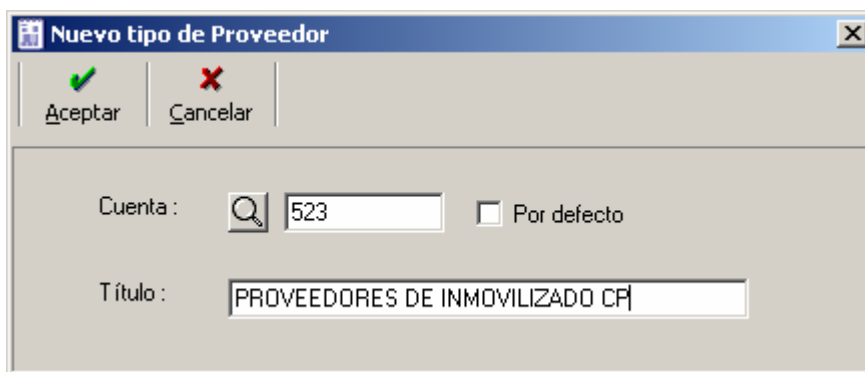 Nuevo tipo de Proveedor
Aceptar Cancelar
Cuenta : 523 Por defecto
Título : PROVEEDORES DE INMOVILIZADO CP